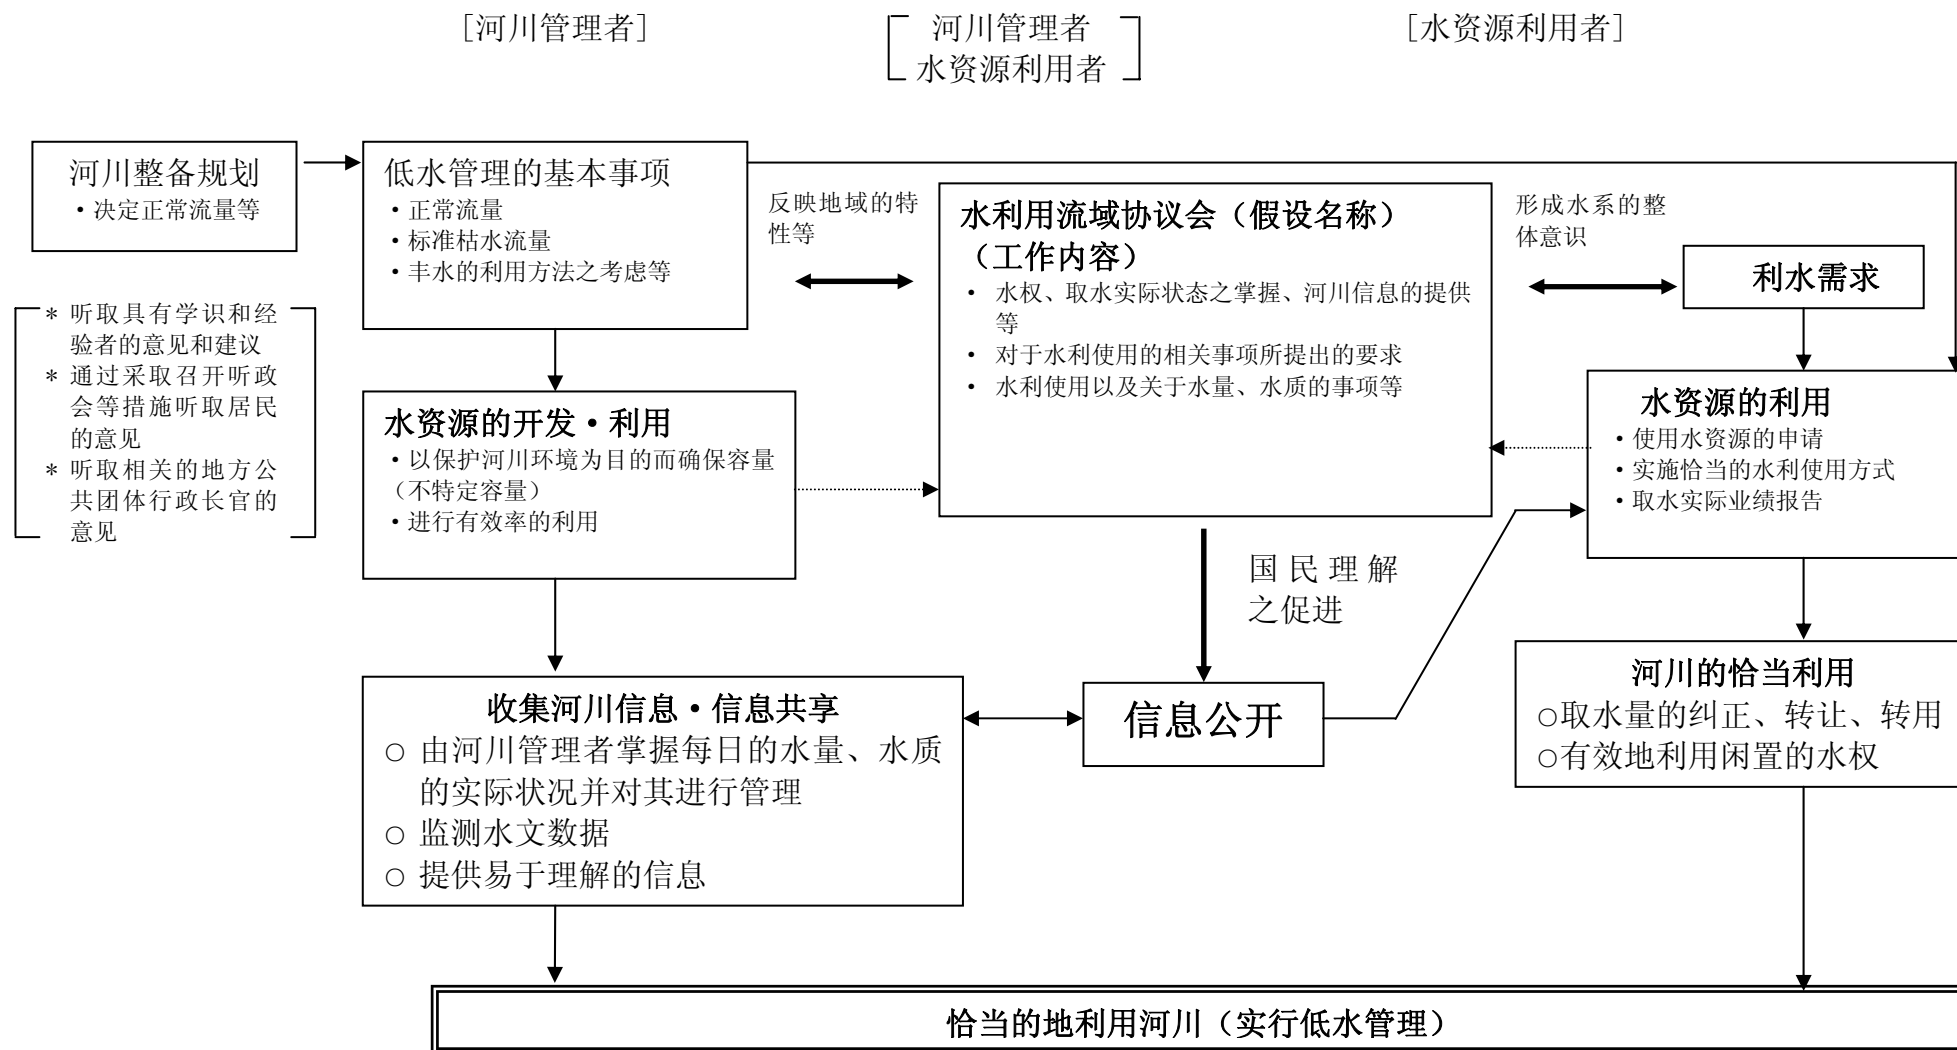 [河川管理者]
河川管理者
水资源利用者
[水资源利用者]
河川整备规划
・决定正常流量等
* 听取具有学识和经
验者的意见和建议
* 通过采取召开听政
会等措施听取居民
的意见
* 听取相关的地方公
共团体行政长官的
意见
低水管理的基本事项
・正常流量
・标准枯水流量
・丰水的利用方法之考虑等
反映地域的特
性等
水利用流域协议会（假设名称）
（工作内容）
・ 水权、取水实际状态之掌握、河川信息的提供
等
・ 对于水利使用的相关事项所提出的要求
・ 水利使用以及关于水量、水质的事项等
形成水系的整
体意识
利水需求
水资源的开发・利用
・以保护河川环境为目的而确保容量
（不特定容量）
・进行有效率的利用
水资源的利用
・使用水资源的申请
・实施恰当的水利使用方式
・取水实际业绩报告
国民理解
之促进
收集河川信息・信息共享
○ 由河川管理者掌握每日的水量、水质
的实际状况并对其进行管理
○ 监测水文数据
○ 提供易于理解的信息
信息公开
河川的恰当利用
○取水量的纠正、转让、转用
○有效地利用闲置的水权
恰当的地利用河川（实行低水管理）